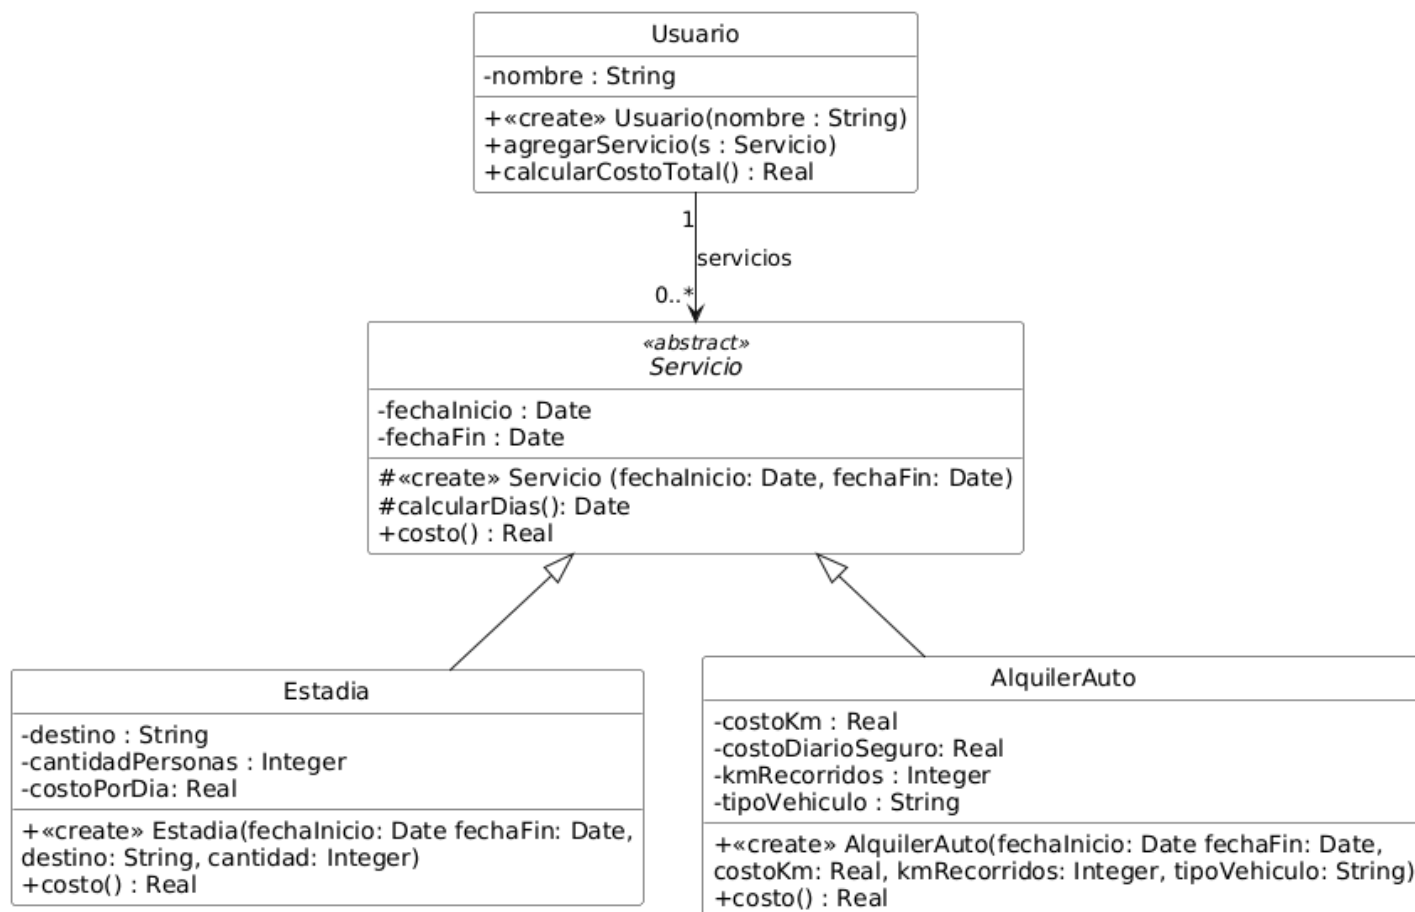 Usuario
-nombre : String
+«create» Usuario(nombre : String)
+agregarServicio(s : Servicio)
+calcularCostoTotal() : Real
1
servicios
0..*
«abstract»
Servicio
-fechaInicio : Date
-fechaFin : Date
#«create» Servicio (fechaInicio: Date, fechaFin: Date)
#calcularDias(): Date
+costo() : Real
Estadia
-destino : String
-cantidadPersonas : Integer
-costoPorDia: Real
+«create» Estadia(fechaInicio: Date fechaFin: Date,
destino: String, cantidad: Integer)
+costo() : Real
AlquilerAuto
-costoKm : Real
-costoDiarioSeguro: Real
-kmRecorridos : Integer
-tipoVehiculo : String
+«create» AlquilerAuto(fechaInicio: Date fechaFin: Date,
costoKm: Real, kmRecorridos: Integer, tipoVehiculo: String)
+costo() : Real